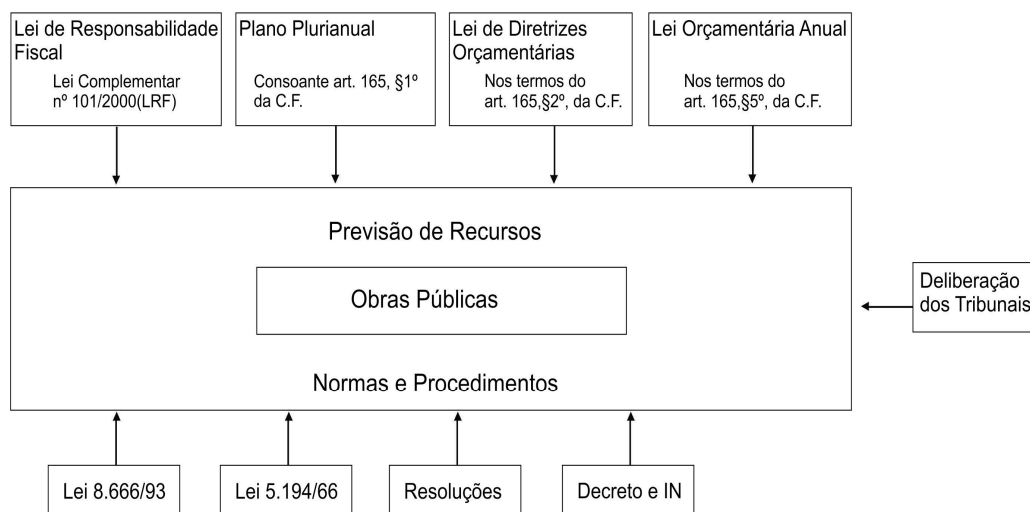 Lei de Responsabilidade
Fiscal
Lei Complementar
nº 101/2000(LRF)
Plano Plurianual
Consoante art. 165, §1º
da C.F.
Lei de Diretrizes
Orçamentárias
Nos termos do
art. 165,§2º, da C.F.
Lei Orçamentária Anual
Nos termos do
art. 165,§5º, da C.F.
Previsão de Recursos
Obras Públicas
Normas e Procedimentos
Deliberação
dos Tribunais
Lei 8.666/93
Lei 5.194/66
Resoluções
Decreto e IN